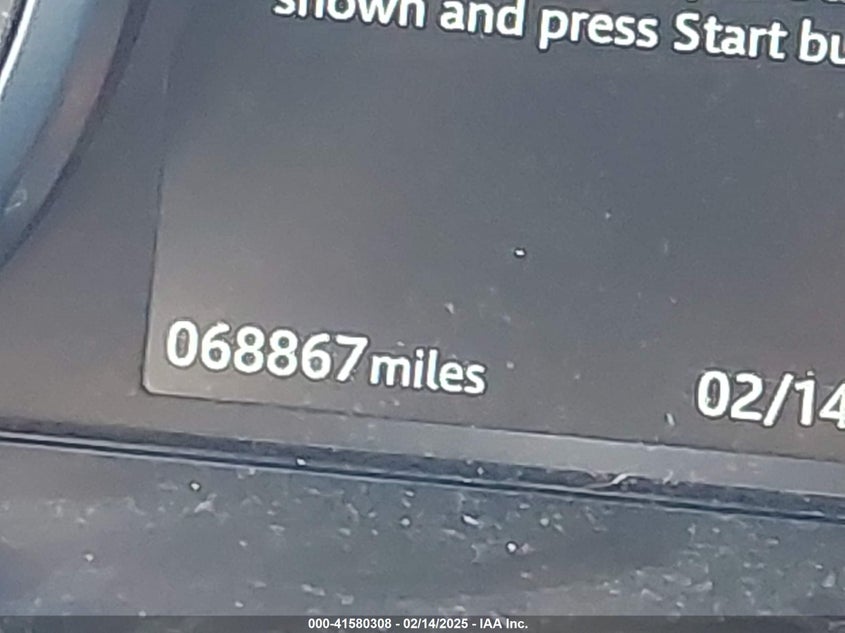 shown and press Start bu
068867miles
02/14
000-41580308 - 02/14/2025 - IAA Inc.